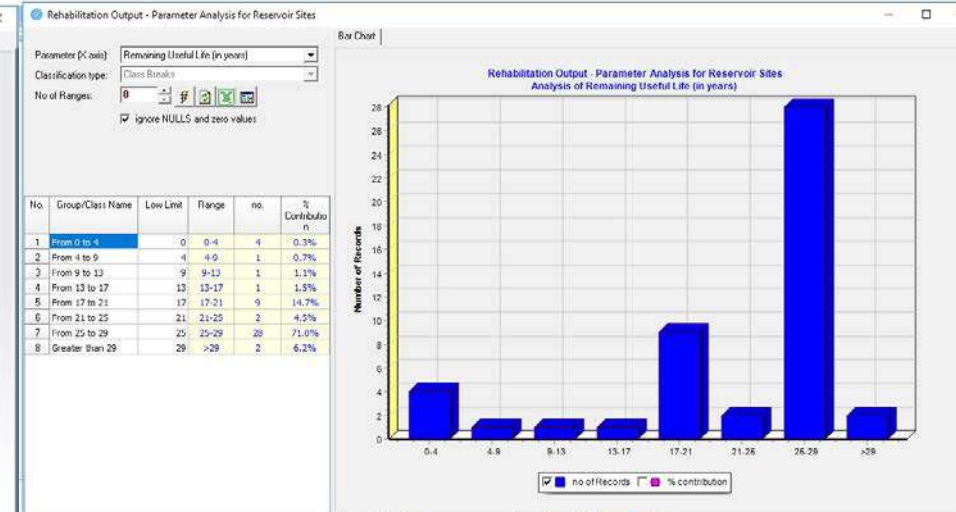 Rehabilitation Output - Parameter Analysis for Reservoir Sites
Parameter (X axis): Remaining Useful Life (in years)
Classification type: Class Breaks
No of Ranges: 8
ignore NULLS and zero values
No. Group/Class Name Low Limit Range no. % Contribution
1 From 0 to 4 0 0-4 4 0.3%
2 From 4 to 9 4 4-9 1 0.7%
3 From 9 to 13 9 9-13 1 1.1%
4 From 13 to 17 13 13-17 1 1.5%
5 From 17 to 21 17 17-21 9 14.7%
6 From 21 to 25 21 21-25 2 4.5%
7 From 25 to 29 25 25-29 28 71.0%
8 Greater than 29 29 >29 2 6.2%
Bar Chart
Rehabilitation Output - Parameter Analysis for Reservoir Sites
Analysis of Remaining Useful Life (in years)
Number of Records
28
26
24
22
20
18
16
14
12
10
8
6
4
2
0
0-4 4-9 9-13 13-17 17-21 21-25 25-29 >29
no of Records % contribution